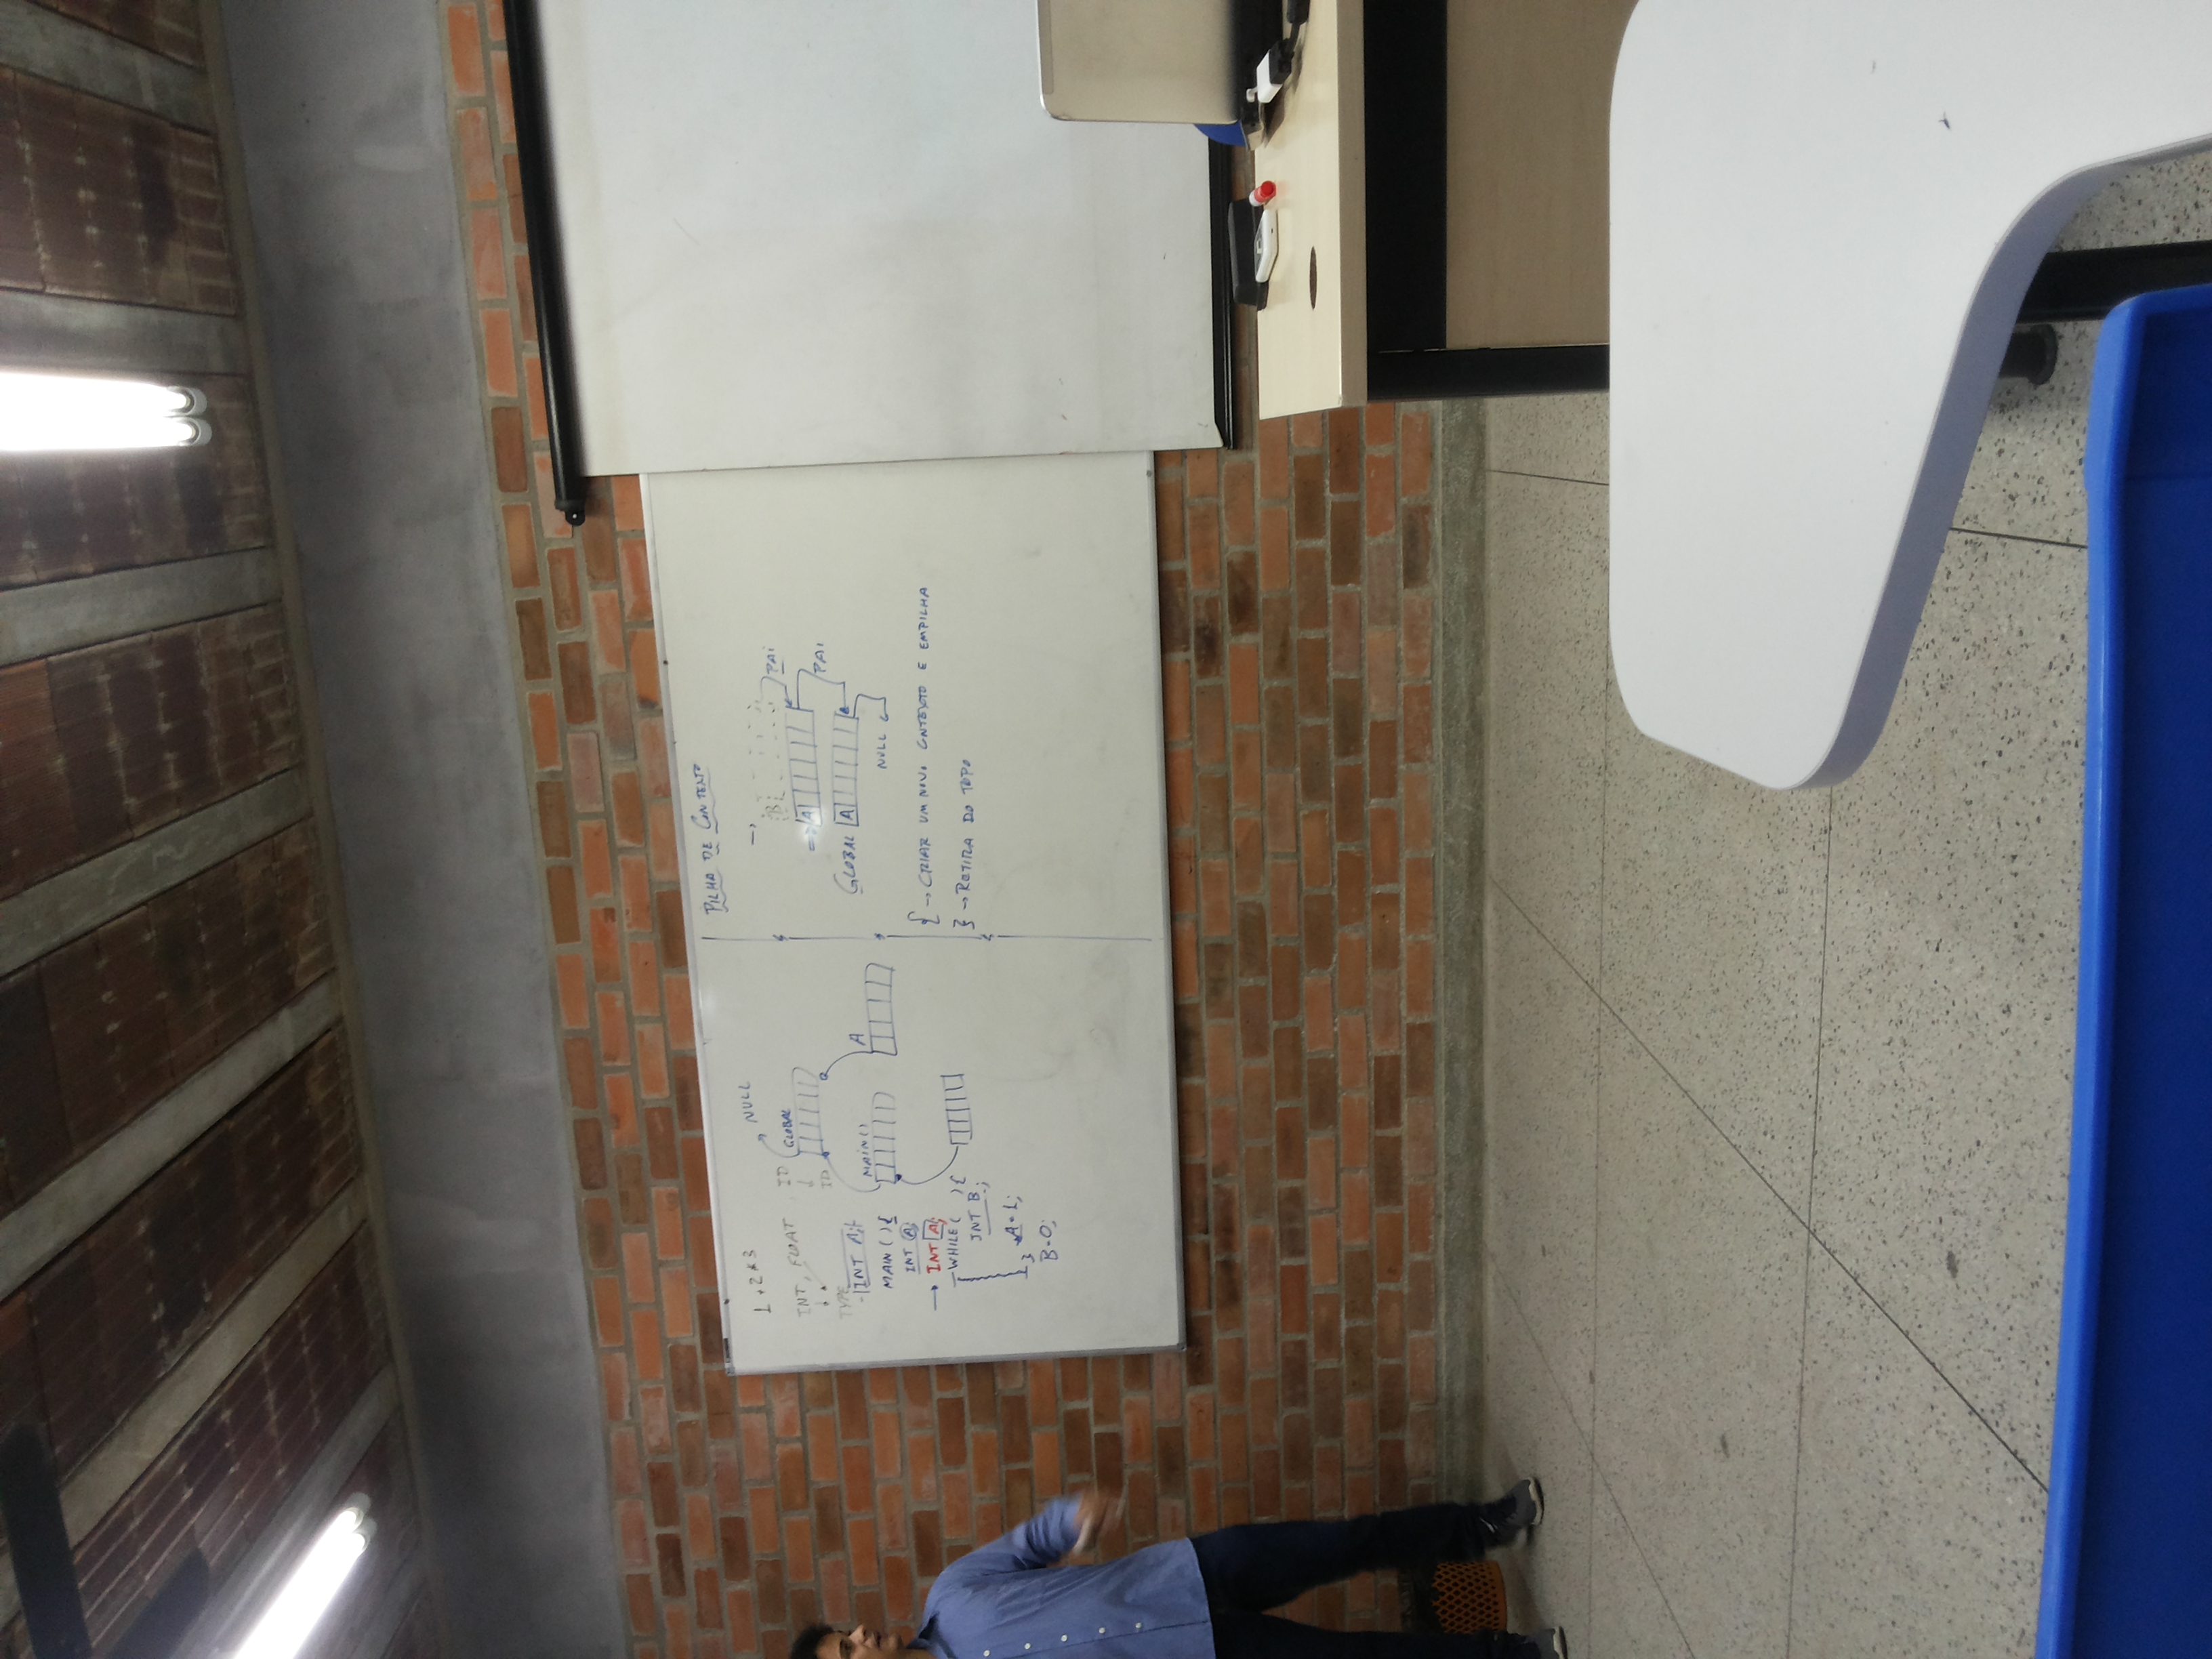 1 + 2 * 3
INT, FLOAT
TYPE
INT A;
MAIN () {
INT A;
INT A;
WHILE ( ) {
INT B;
A = 1;
}
B = 0;
NULL
ID
GLOBAL
ID
MAIN ()
A
PILHA DE CONTEXTO
B
PAI
A
PAI
GLOBAL A
NULL
{ → CRIAR UM NOVO CONTEXTO E EMPILHA
} → RETIRA DO TOPO